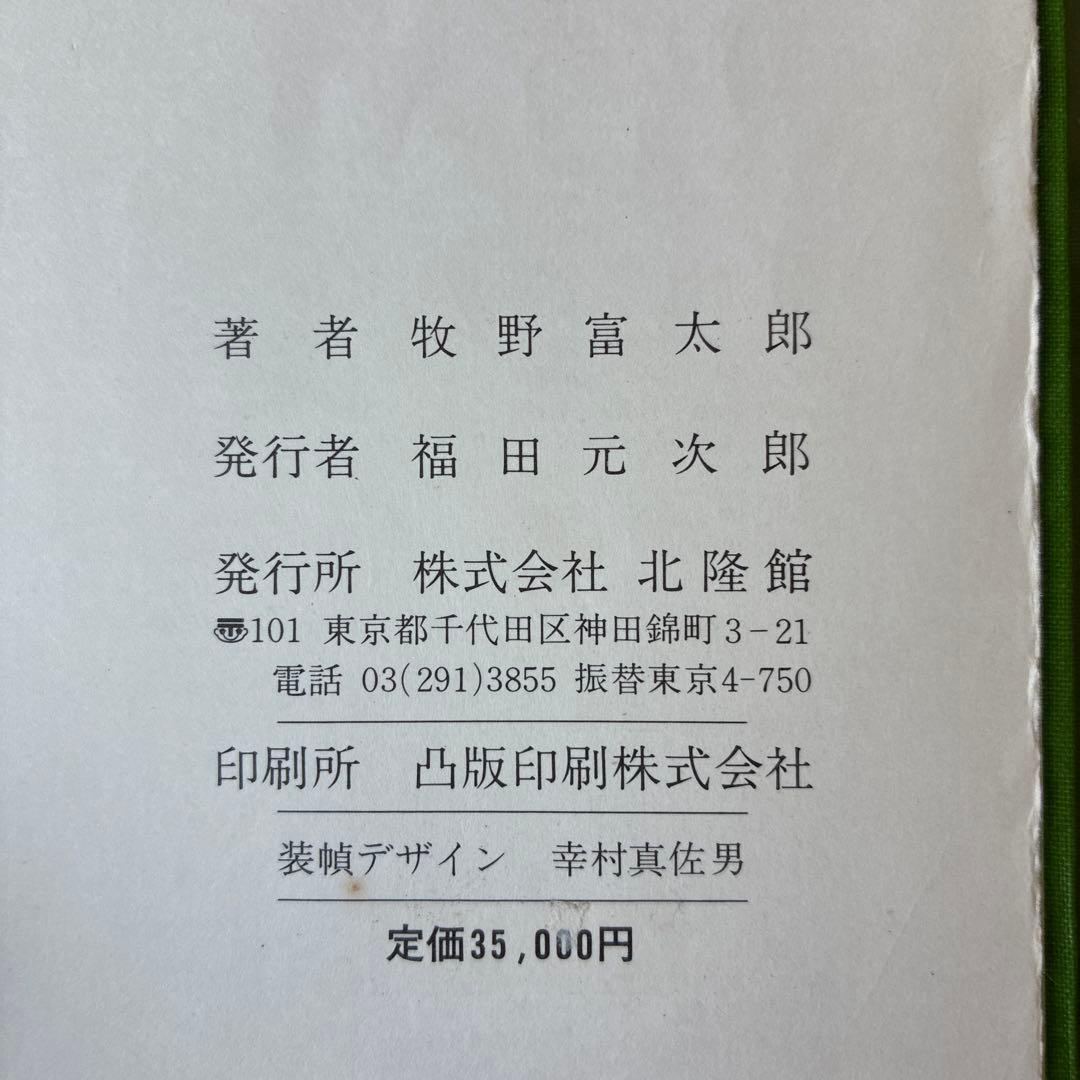 著者 牧野富太郎
発行者 福田元次郎
発行所 株式会社 北隆館
〠101 東京都千代田区神田錦町3-21
電話 03(291)3855 振替東京4-750
印刷所 凸版印刷株式会社
装幀デザイン 幸村真佐男
定価35,000円